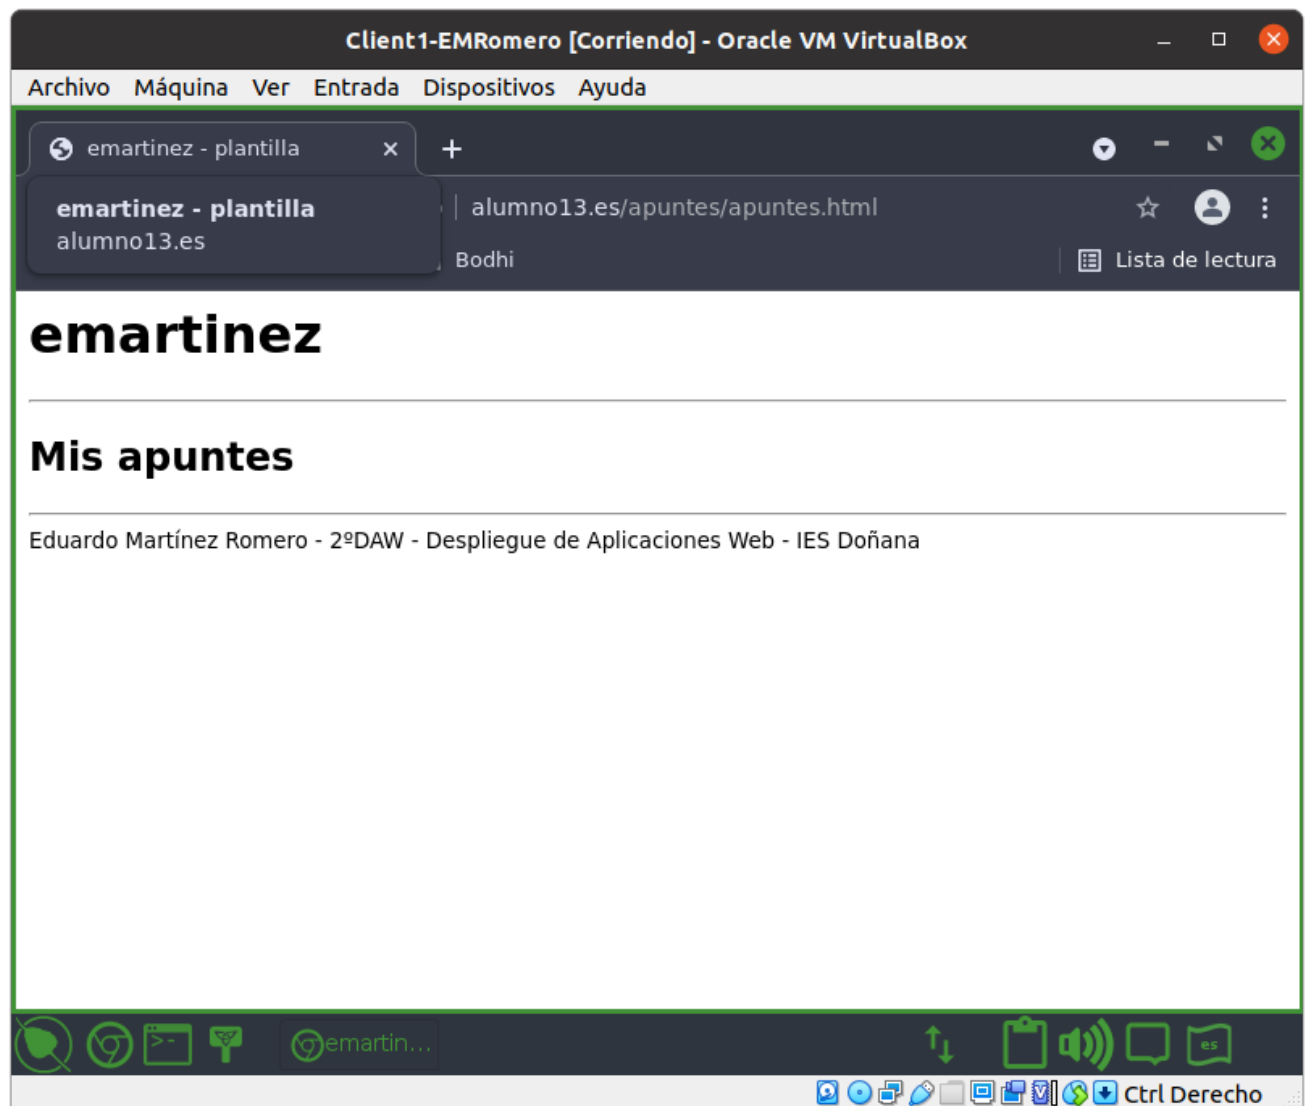 Client1-EMRomero [Corriendo] - Oracle VM VirtualBox
Archivo Máquina Ver Entrada Dispositivos Ayuda
emartinez - plantilla
emartinez - plantilla
alumno13.es
alumno13.es/apuntes/apuntes.html
Bodhi
Lista de lectura
emartinez
Mis apuntes
Eduardo Martínez Romero - 2ºDAW - Despliegue de Aplicaciones Web - IES Doñana
emartin...
es
Ctrl Derecho